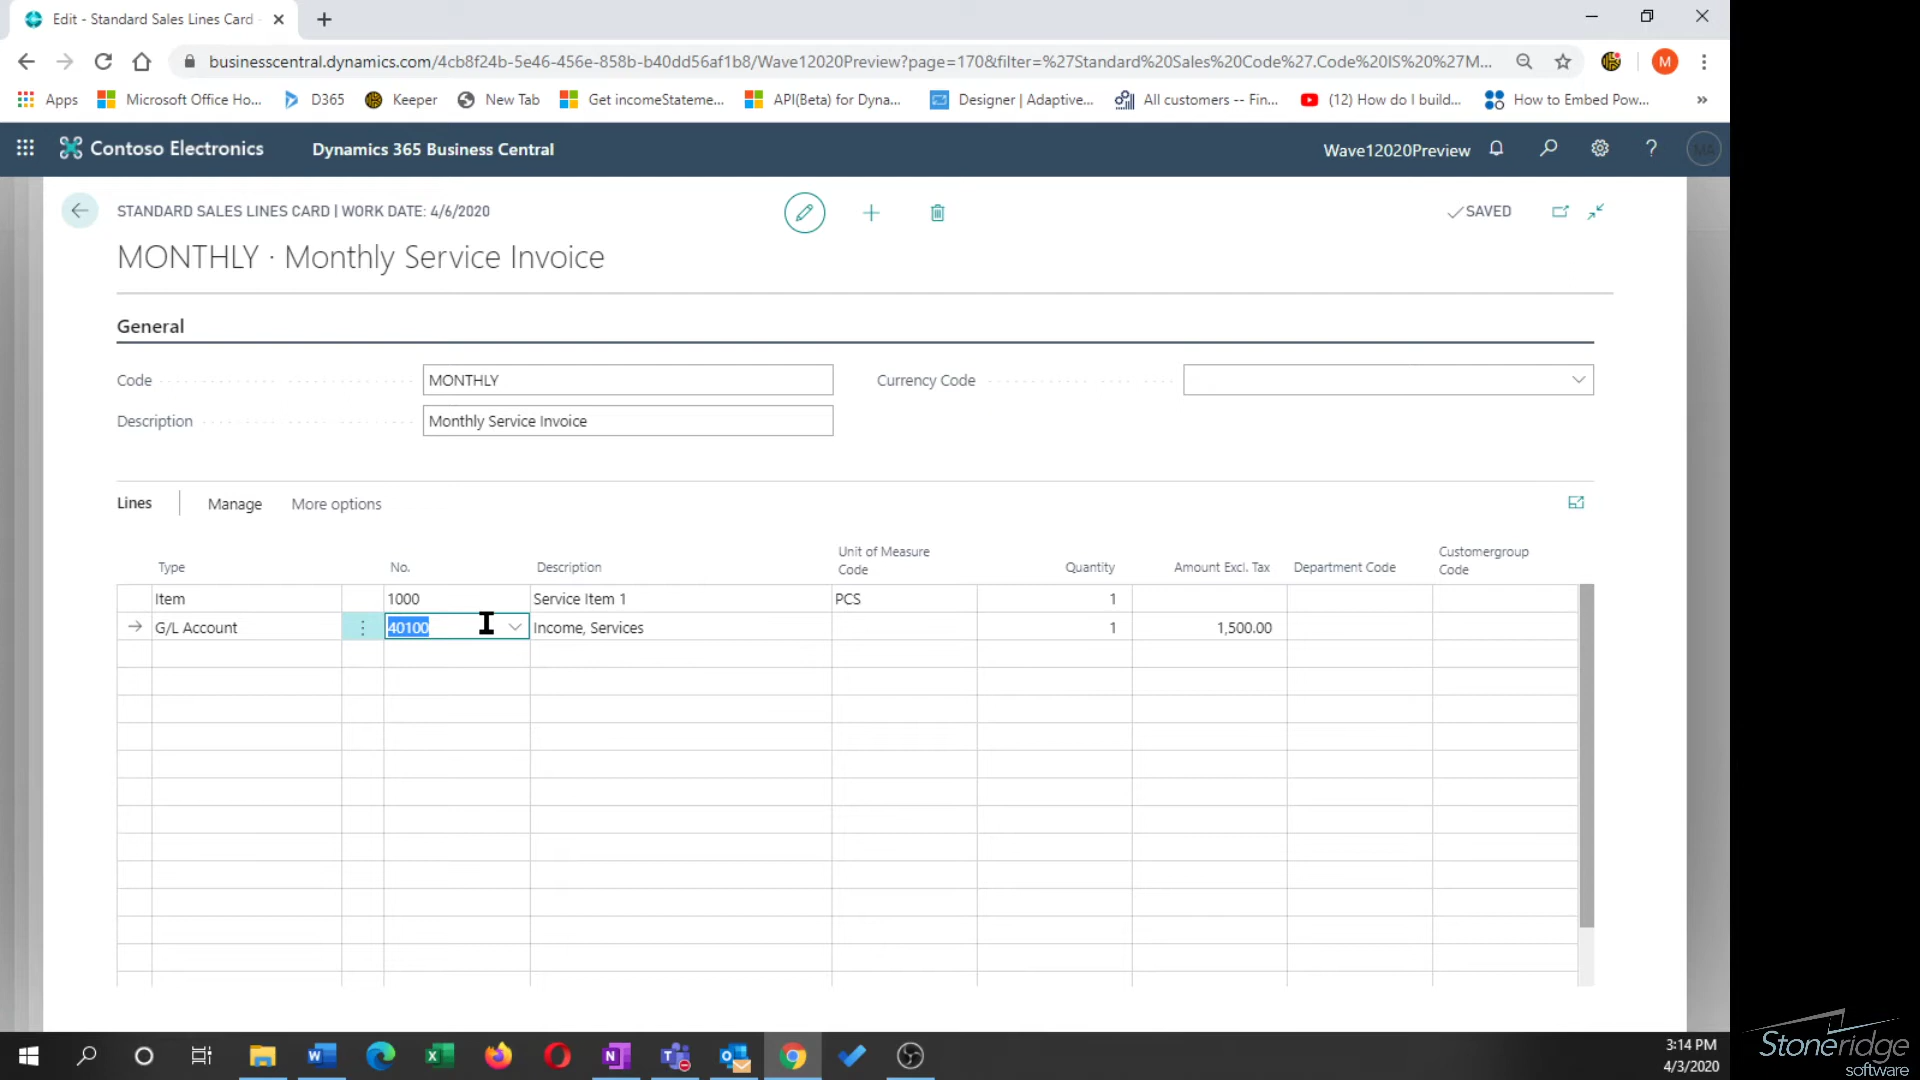 Edit - Standard Sales Lines Card -
businesscentral.dynamics.com/4cb8f24b-5e46-456e-858b-b40dd56af1b8/Wave12020Preview?page=170&filter=%27Standard%20Sales%20Code%27.Code%20IS%20%27M...
M
Apps Microsoft Office Ho... D365 Keeper New Tab Get incomeStateme... API(Beta) for Dyna... Designer | Adaptive... All customers -- Fin... (12) How do I build... How to Embed Pow... »
Contoso Electronics Dynamics 365 Business Central Wave12020Preview ? MA
STANDARD SALES LINES CARD | WORK DATE: 4/6/2020 SAVED
MONTHLY · Monthly Service Invoice
General
Code MONTHLY Currency Code
Description Monthly Service Invoice
Lines Manage More options
Type No. Description Unit of Measure Code Quantity Amount Excl. Tax Department Code Customergroup Code
Item 1000 Service Item 1 PCS 1
G/L Account 40100 Income, Services 1 1,500.00
3:14 PM
4/3/2020
Stoneridge
software